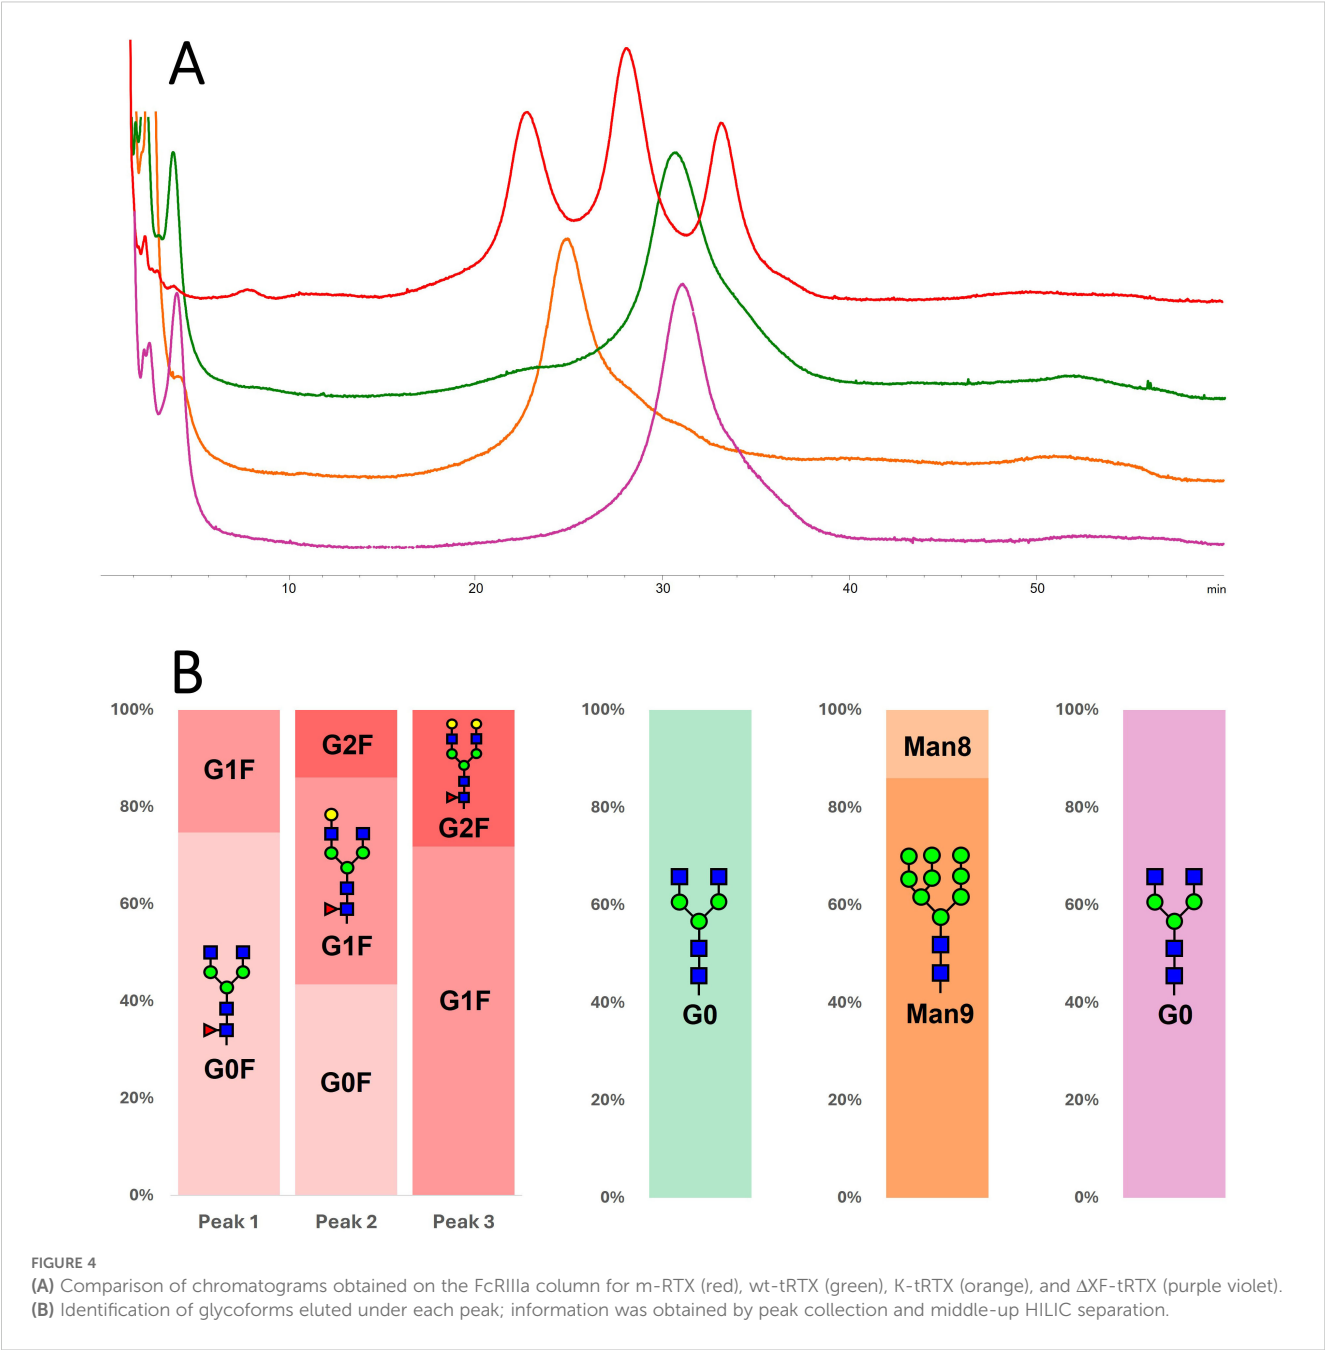 A
10 20 30 40 50 min
B
100% 80% 60% 40% 20% 0%
G1F
G0F
Peak 1
G2F
G1F
G0F
Peak 2
G2F
G1F
Peak 3
100% 80% 60% 40% 20% 0%
G0
100% 80% 60% 40% 20% 0%
Man8
Man9
100% 80% 60% 40% 20% 0%
G0
FIGURE 4
(A) Comparison of chromatograms obtained on the FcRIIIa column for m-RTX (red), wt-tRTX (green), K-tRTX (orange), and ΔXF-tRTX (purple violet).
(B) Identification of glycoforms eluted under each peak; information was obtained by peak collection and middle-up HILIC separation.